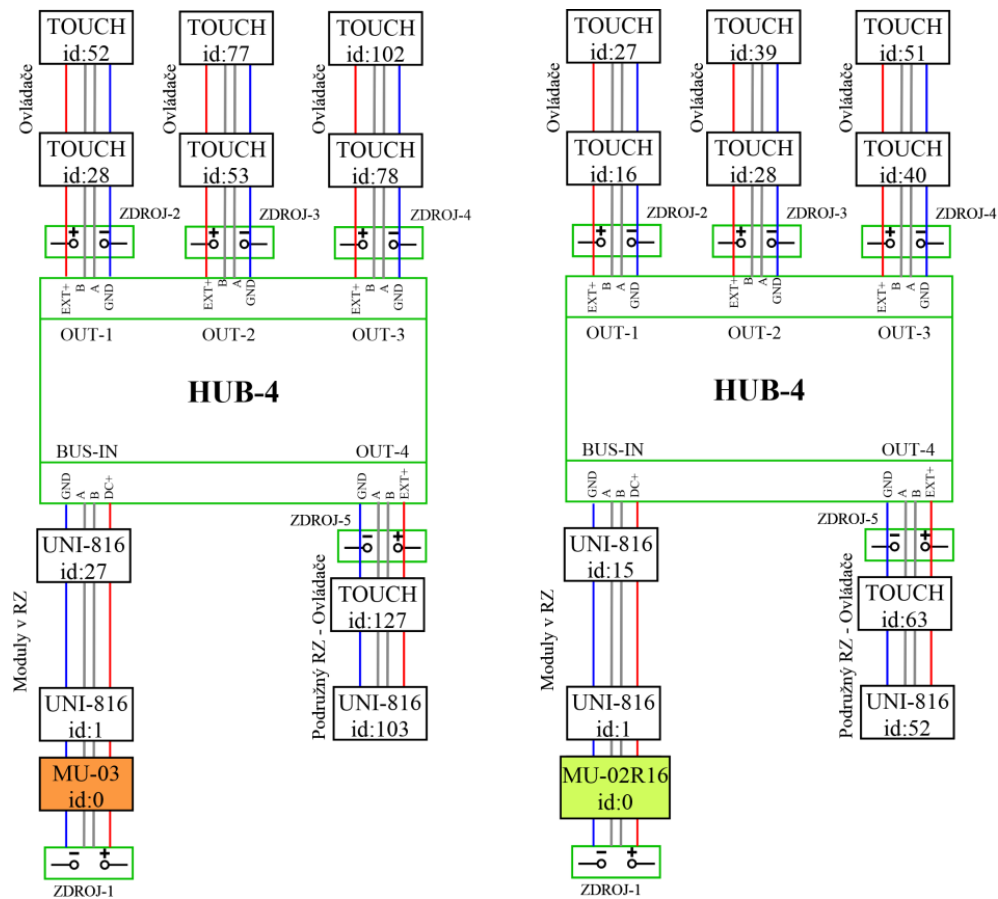 TOUCH
id:52
TOUCH
id:77
TOUCH
id:102
Ovládače
Ovládače
Ovládače
TOUCH
id:28
TOUCH
id:53
TOUCH
id:78
ZDROJ-2
ZDROJ-3
ZDROJ-4
+ −
+ −
+ −
EXT+ B A GND
EXT+ B A GND
EXT+ B A GND
OUT-1
OUT-2
OUT-3
HUB-4
BUS-IN
OUT-4
GND A B DC+
GND A B EXT+
ZDROJ-5
− +
UNI-816
id:27
TOUCH
id:127
Moduly v RZ
Podružný RZ - Ovládače
UNI-816
id:1
UNI-816
id:103
MU-03
id:0
− +
ZDROJ-1
TOUCH
id:27
TOUCH
id:39
TOUCH
id:51
Ovládače
Ovládače
Ovládače
TOUCH
id:16
TOUCH
id:28
TOUCH
id:40
ZDROJ-2
ZDROJ-3
ZDROJ-4
+ −
+ −
+ −
EXT+ B A GND
EXT+ B A GND
EXT+ B A GND
OUT-1
OUT-2
OUT-3
HUB-4
BUS-IN
OUT-4
GND A B DC+
GND A B EXT+
ZDROJ-5
− +
UNI-816
id:15
TOUCH
id:63
Moduly v RZ
Podružný RZ - Ovládače
UNI-816
id:1
UNI-816
id:52
MU-02R16
id:0
− +
ZDROJ-1